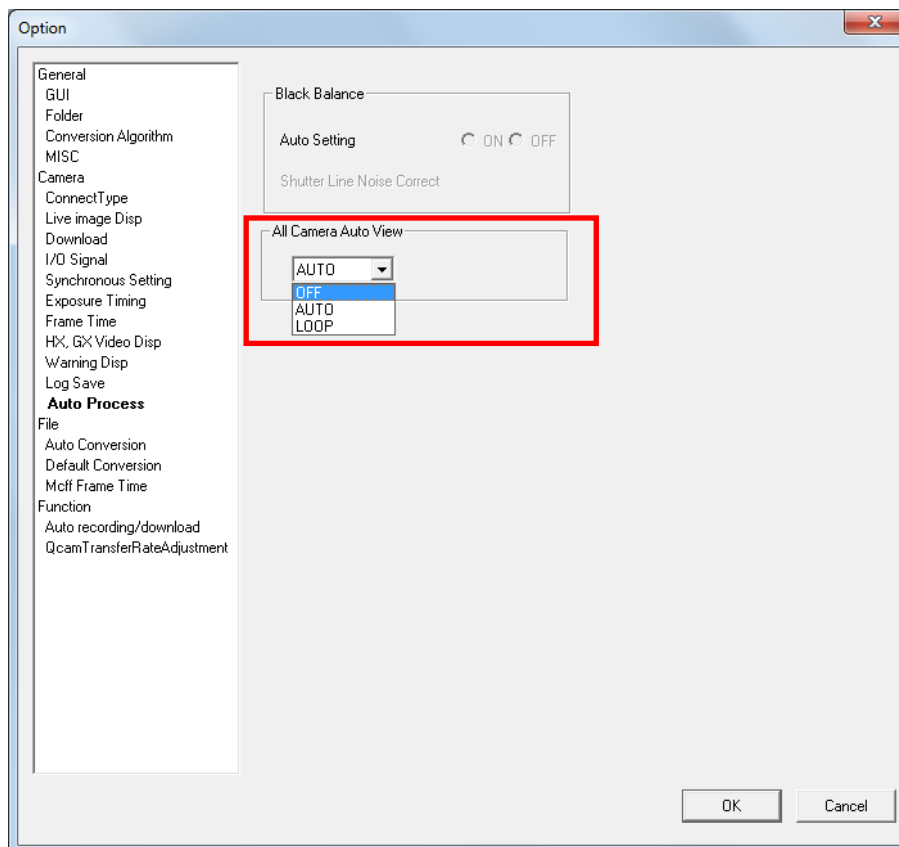 Option
General
GUI
Folder
Conversion Algorithm
MISC
Camera
ConnectType
Live image Disp
Download
I/O Signal
Synchronous Setting
Exposure Timing
Frame Time
HX, GX Video Disp
Warning Disp
Log Save
Auto Process
File
Auto Conversion
Default Conversion
Mcff Frame Time
Function
Auto recording/download
QcamTransferRateAdjustment
Black Balance
Auto Setting ON OFF
Shutter Line Noise Correct
All Camera Auto View
AUTO
OFF
AUTO
LOOP
OK Cancel